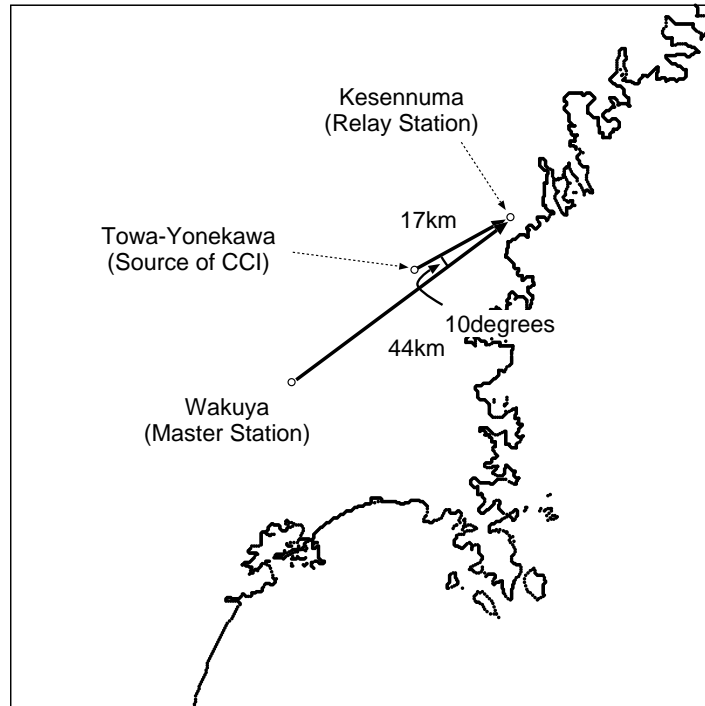 Kesennuma
(Relay Station)
17km
Towa-Yonekawa
(Source of CCI)
10degrees
44km
Wakuya
(Master Station)